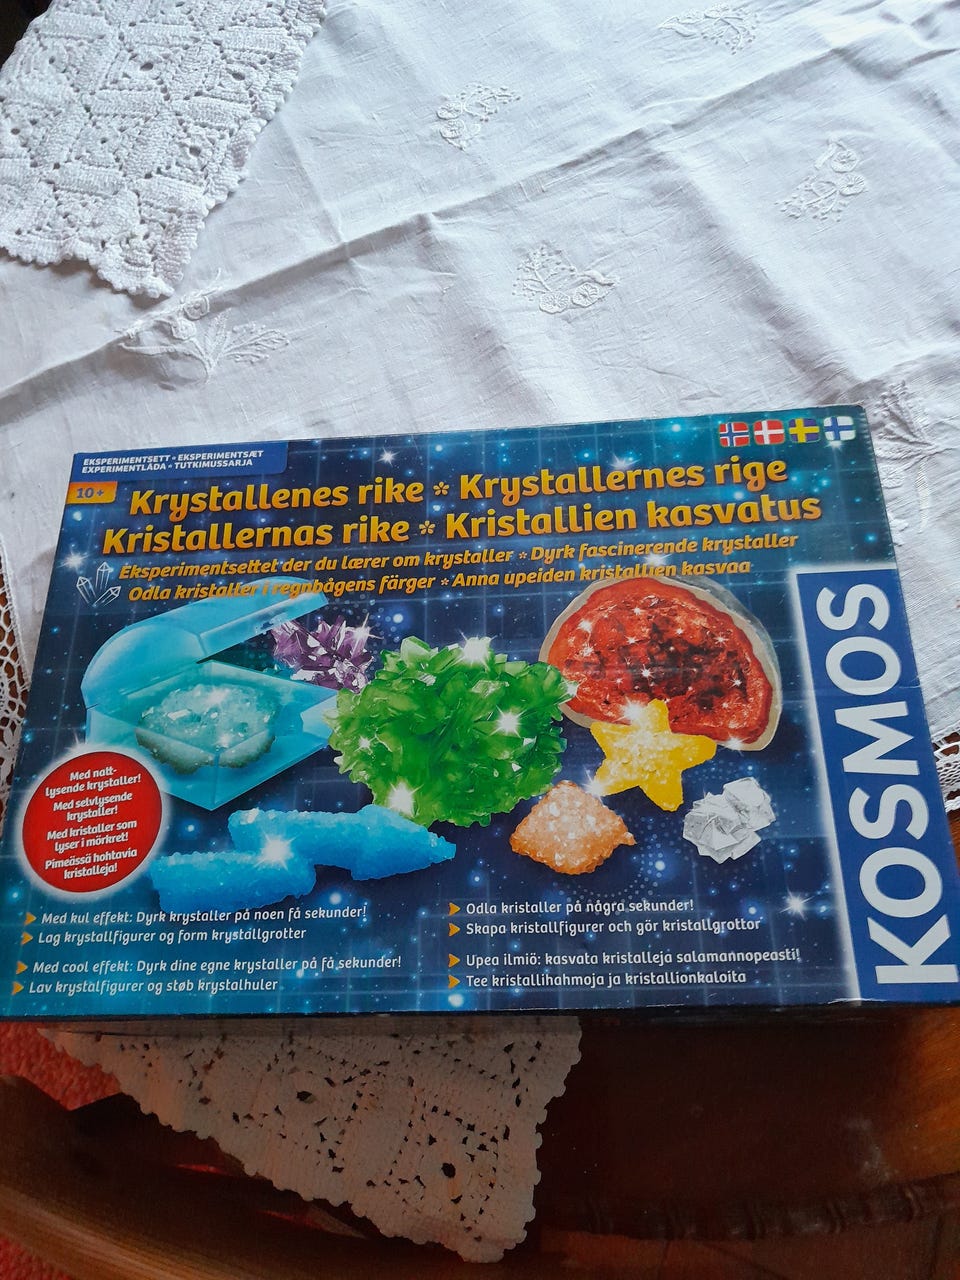 EKSPERIMENTSETT • EKSPERIMENTSÆT
EXPERIMENTLÅDA • TUTKIMUSSARJA
10+
Krystallenes rike * Krystallernes rige
Kristallernas rike * Kristallien kasvatus
Eksperimentsettet der du lærer om krystaller * Dyrk fascinerende krystaller
Odla kristaller i regnbågens färger * Anna upeiden kristallien kasvaa
KOSMOS
Med natt-
lysende krystaller!
Med selvlysende
krystaller!
Med kristaller som
lyser i mörkret!
Pimeässä hohtavia
kristalleja!
Med kul effekt: Dyrk krystaller på noen få sekunder!
Lag krystallfigurer og form krystallgrotter
Med cool effekt: Dyrk dine egne krystaller på få sekunder!
Lav krystalfigurer og støb krystalhuler
Odla kristaller på några sekunder!
Skapa kristallfigurer och gör kristallgrottor
Upea ilmiö: kasvata kristalleja salamannopeasti!
Tee kristallihahmoja ja kristallionkaloita